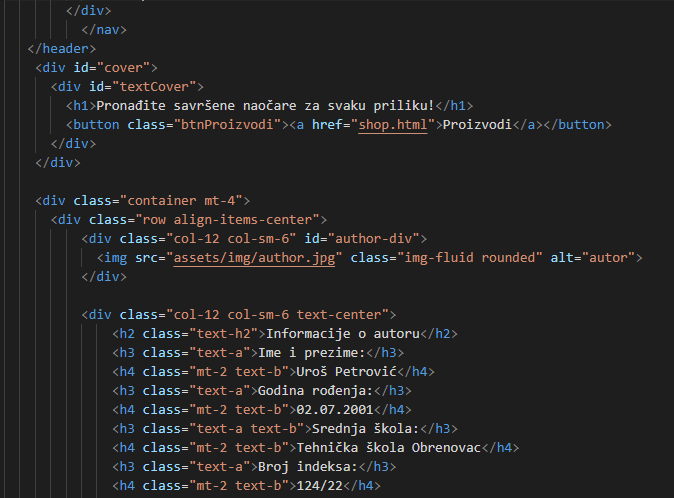 </div>
</nav>
</header>
<div id="cover">
<div id="textCover">
<h1>Pronađite savršene naočare za svaku priliku!</h1>
<button class="btnProizvodi"><a href="shop.html">Proizvodi</a></button>
</div>
</div>
<div class="container mt-4">
<div class="row align-items-center">
<div class="col-12 col-sm-6" id="author-div">
<img src="assets/img/author.jpg" class="img-fluid rounded" alt="autor">
</div>
<div class="col-12 col-sm-6 text-center">
<h2 class="text-h2">Informacije o autoru</h2>
<h3 class="text-a">Ime i prezime:</h3>
<h4 class="mt-2 text-b">Uroš Petrović</h4>
<h3 class="text-a">Godina rođenja:</h3>
<h4 class="mt-2 text-b">02.07.2001</h4>
<h3 class="text-a text-b">Srednja škola:</h3>
<h4 class="mt-2 text-b">Tehnička škola Obrenovac</h4>
<h3 class="text-a">Broj indeksa:</h3>
<h4 class="mt-2 text-b">124/22</h4>